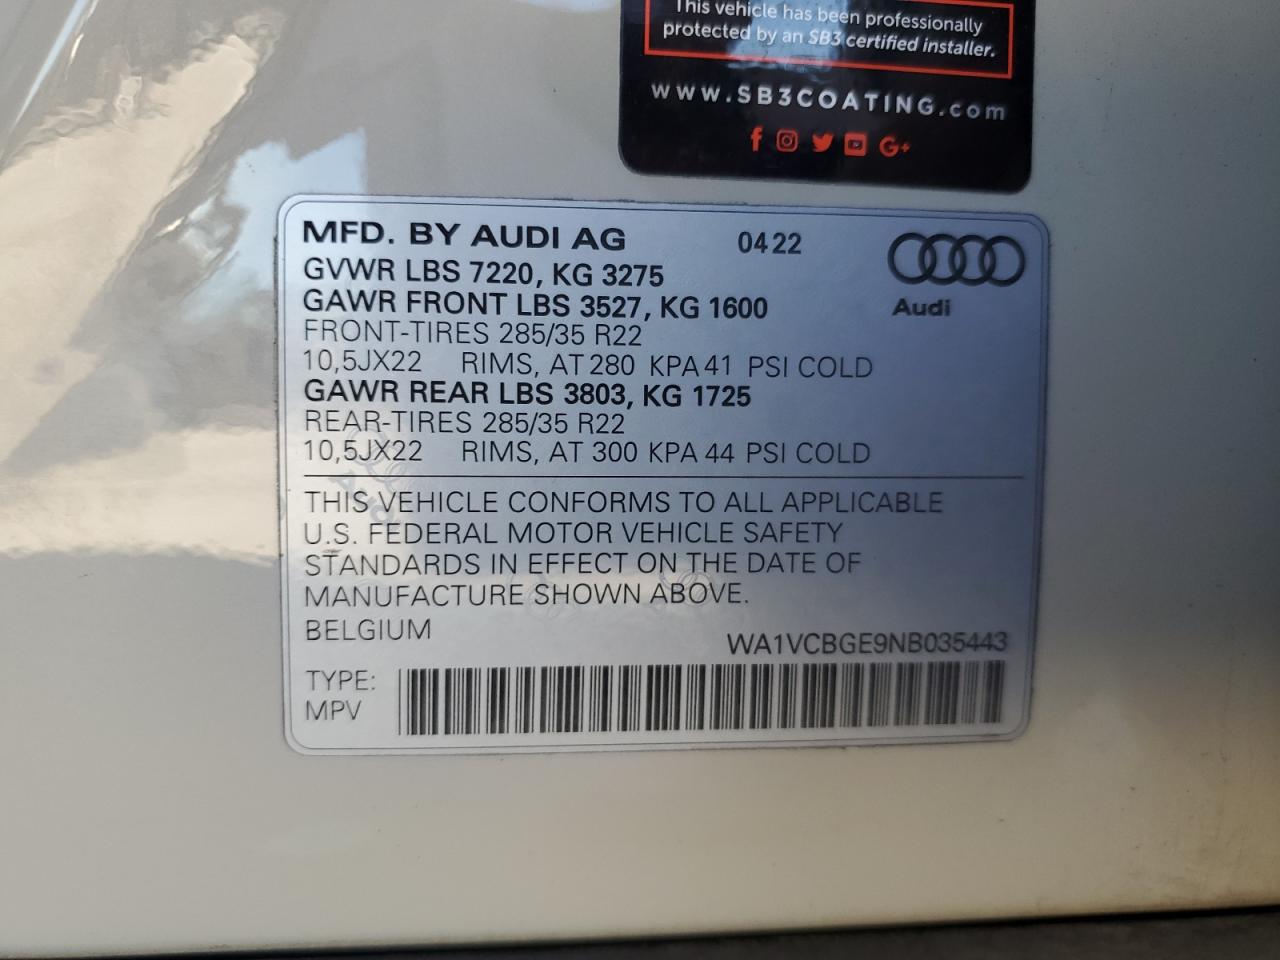 This vehicle has been professionally
protected by an SB3 certified installer.
www.SB3COATING.com
f G+
MFD. BY AUDI AG 0422
Audi
GVWR LBS 7220, KG 3275
GAWR FRONT LBS 3527, KG 1600
FRONT-TIRES 285/35 R22
10,5JX22 RIMS, AT 280 KPA 41 PSI COLD
GAWR REAR LBS 3803, KG 1725
REAR-TIRES 285/35 R22
10,5JX22 RIMS, AT 300 KPA 44 PSI COLD
THIS VEHICLE CONFORMS TO ALL APPLICABLE
U.S. FEDERAL MOTOR VEHICLE SAFETY
STANDARDS IN EFFECT ON THE DATE OF
MANUFACTURE SHOWN ABOVE.
BELGIUM WA1VCBGE9NB035443
TYPE:
MPV